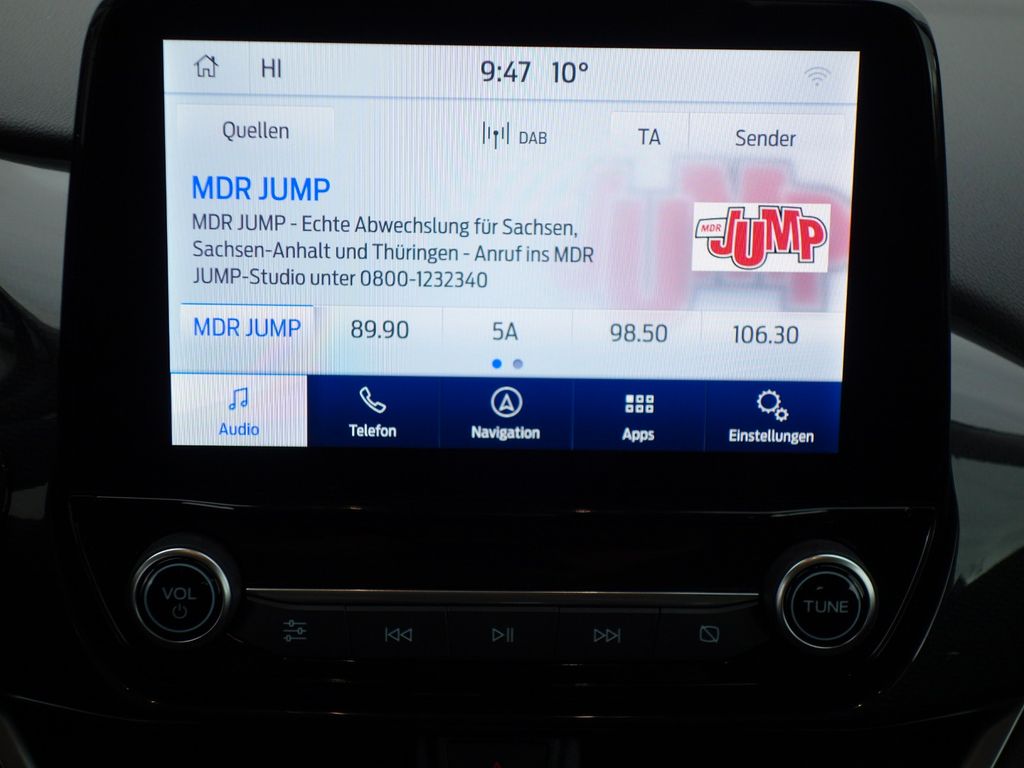 HI
9:47 10°
Quellen
DAB
TA
Sender
MDR JUMP
MDR JUMP - Echte Abwechslung für Sachsen,
Sachsen-Anhalt und Thüringen - Anruf ins MDR
JUMP-Studio unter 0800-1232340
MDR JUMP
MDR JUMP
89.90
5A
98.50
106.30
Audio
Telefon
Navigation
Apps
Einstellungen
VOL
TUNE